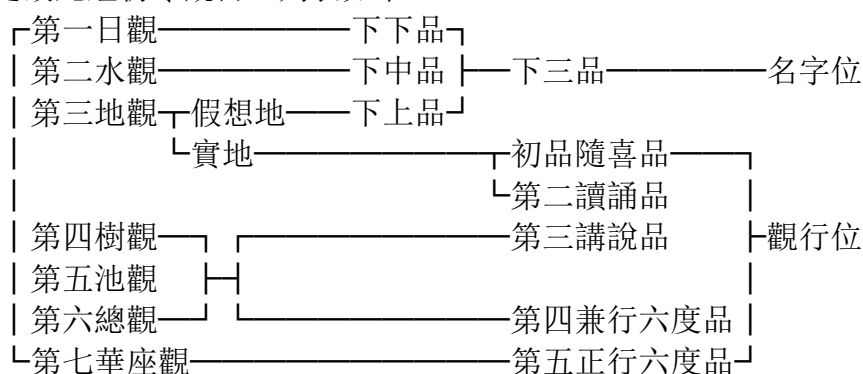 ┌第一日觀──────下下品┐
│第二水觀──────下中品├─下三品─────名字位
│第三地觀┬假想地──下上品┘
│　　　　└實地───────┬初品隨喜品──┐
│　　　　　　　　　　　　　　└第二讀誦品　　│
│第四樹觀─┐┌────────第三講說品　　├觀行位
│第五池觀　├┤　　　　　　　　　　　　　　　│
│第六總觀─┘└────────第四兼行六度品│
└第七華座觀──────────第五正行六度品┘